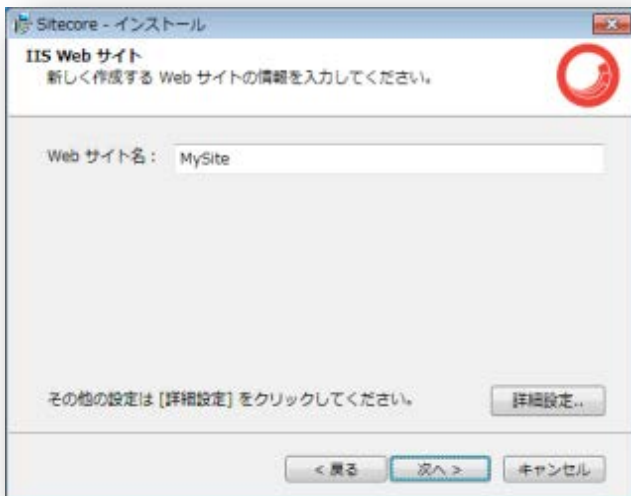 Sitecore - インストール
IIS Web サイト
新しく作成する Web サイトの情報を入力してください。
Web サイト名： MySite
その他の設定は [詳細設定] をクリックしてください。 詳細設定..
< 戻る 次へ > キャンセル